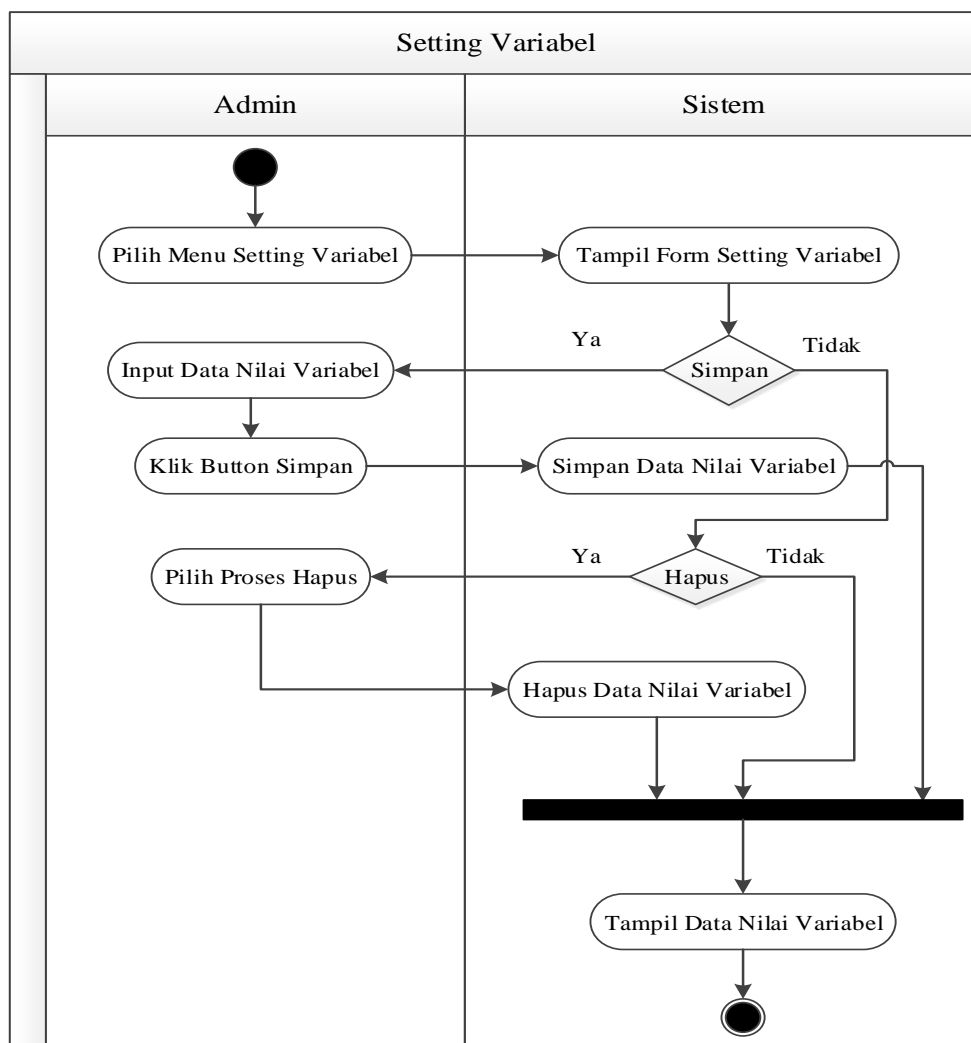 Setting Variabel
Admin
Sistem
Pilih Menu Setting Variabel
Tampil Form Setting Variabel
Ya
Tidak
Input Data Nilai Variabel
Simpan
Klik Button Simpan
Simpan Data Nilai Variabel
Ya
Tidak
Pilih Proses Hapus
Hapus
Hapus Data Nilai Variabel
Tampil Data Nilai Variabel